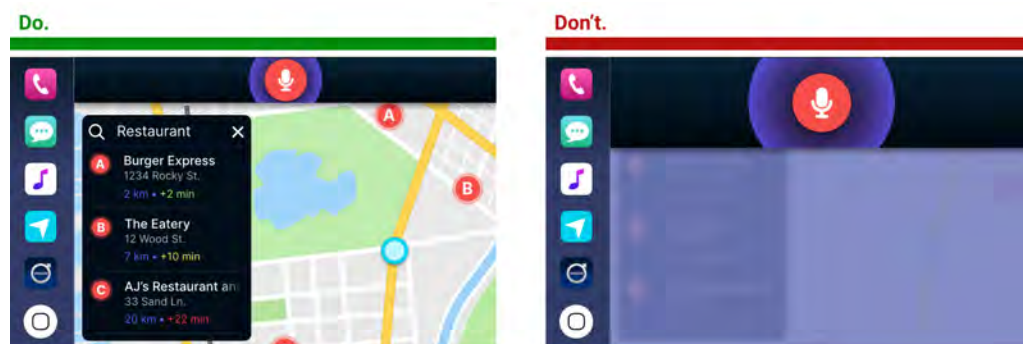 Do.
Don't.
Restaurant
A
Burger Express
1234 Rocky St.
2 km • +2 min
A
B
The Eatery
12 Wood St.
7 km • +10 min
B
C
AJ's Restaurant an
33 Sand Ln.
20 km • +22 min